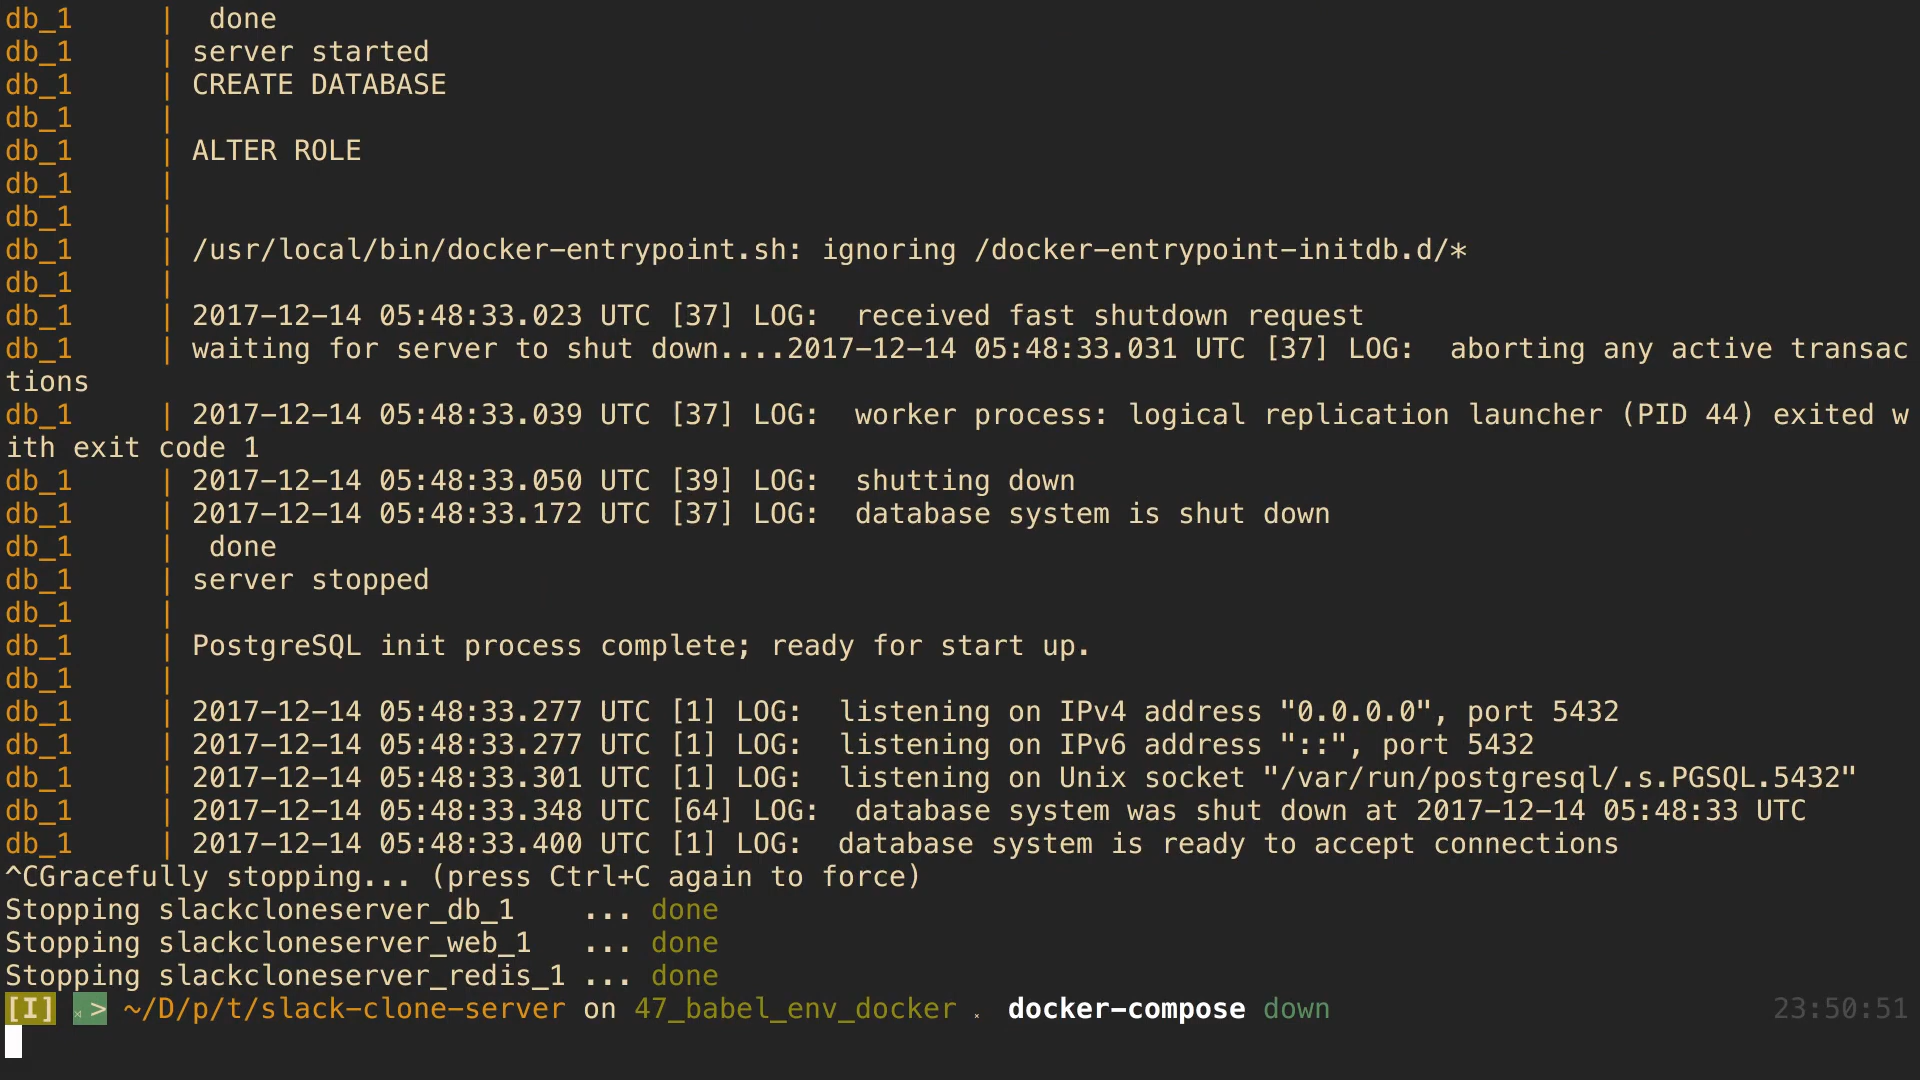 db_1     |  done
db_1     | server started
db_1     | CREATE DATABASE
db_1     |
db_1     | ALTER ROLE
db_1     |
db_1     |
db_1     | /usr/local/bin/docker-entrypoint.sh: ignoring /docker-entrypoint-initdb.d/*
db_1     |
db_1     | 2017-12-14 05:48:33.023 UTC [37] LOG:  received fast shutdown request
db_1     | waiting for server to shut down....2017-12-14 05:48:33.031 UTC [37] LOG:  aborting any active transac
tions
db_1     | 2017-12-14 05:48:33.039 UTC [37] LOG:  worker process: logical replication launcher (PID 44) exited w
ith exit code 1
db_1     | 2017-12-14 05:48:33.050 UTC [39] LOG:  shutting down
db_1     | 2017-12-14 05:48:33.172 UTC [37] LOG:  database system is shut down
db_1     |  done
db_1     | server stopped
db_1     |
db_1     | PostgreSQL init process complete; ready for start up.
db_1     |
db_1     | 2017-12-14 05:48:33.277 UTC [1] LOG:  listening on IPv4 address "0.0.0.0", port 5432
db_1     | 2017-12-14 05:48:33.277 UTC [1] LOG:  listening on IPv6 address "::", port 5432
db_1     | 2017-12-14 05:48:33.301 UTC [1] LOG:  listening on Unix socket "/var/run/postgresql/.s.PGSQL.5432"
db_1     | 2017-12-14 05:48:33.348 UTC [64] LOG:  database system was shut down at 2017-12-14 05:48:33 UTC
db_1     | 2017-12-14 05:48:33.400 UTC [1] LOG:  database system is ready to accept connections
^CGracefully stopping... (press Ctrl+C again to force)
Stopping slackcloneserver_db_1    ... done
Stopping slackcloneserver_web_1   ... done
Stopping slackcloneserver_redis_1 ... done
[I] > ~/D/p/t/slack-clone-server on 47_babel_env_docker . docker-compose down 23:50:51